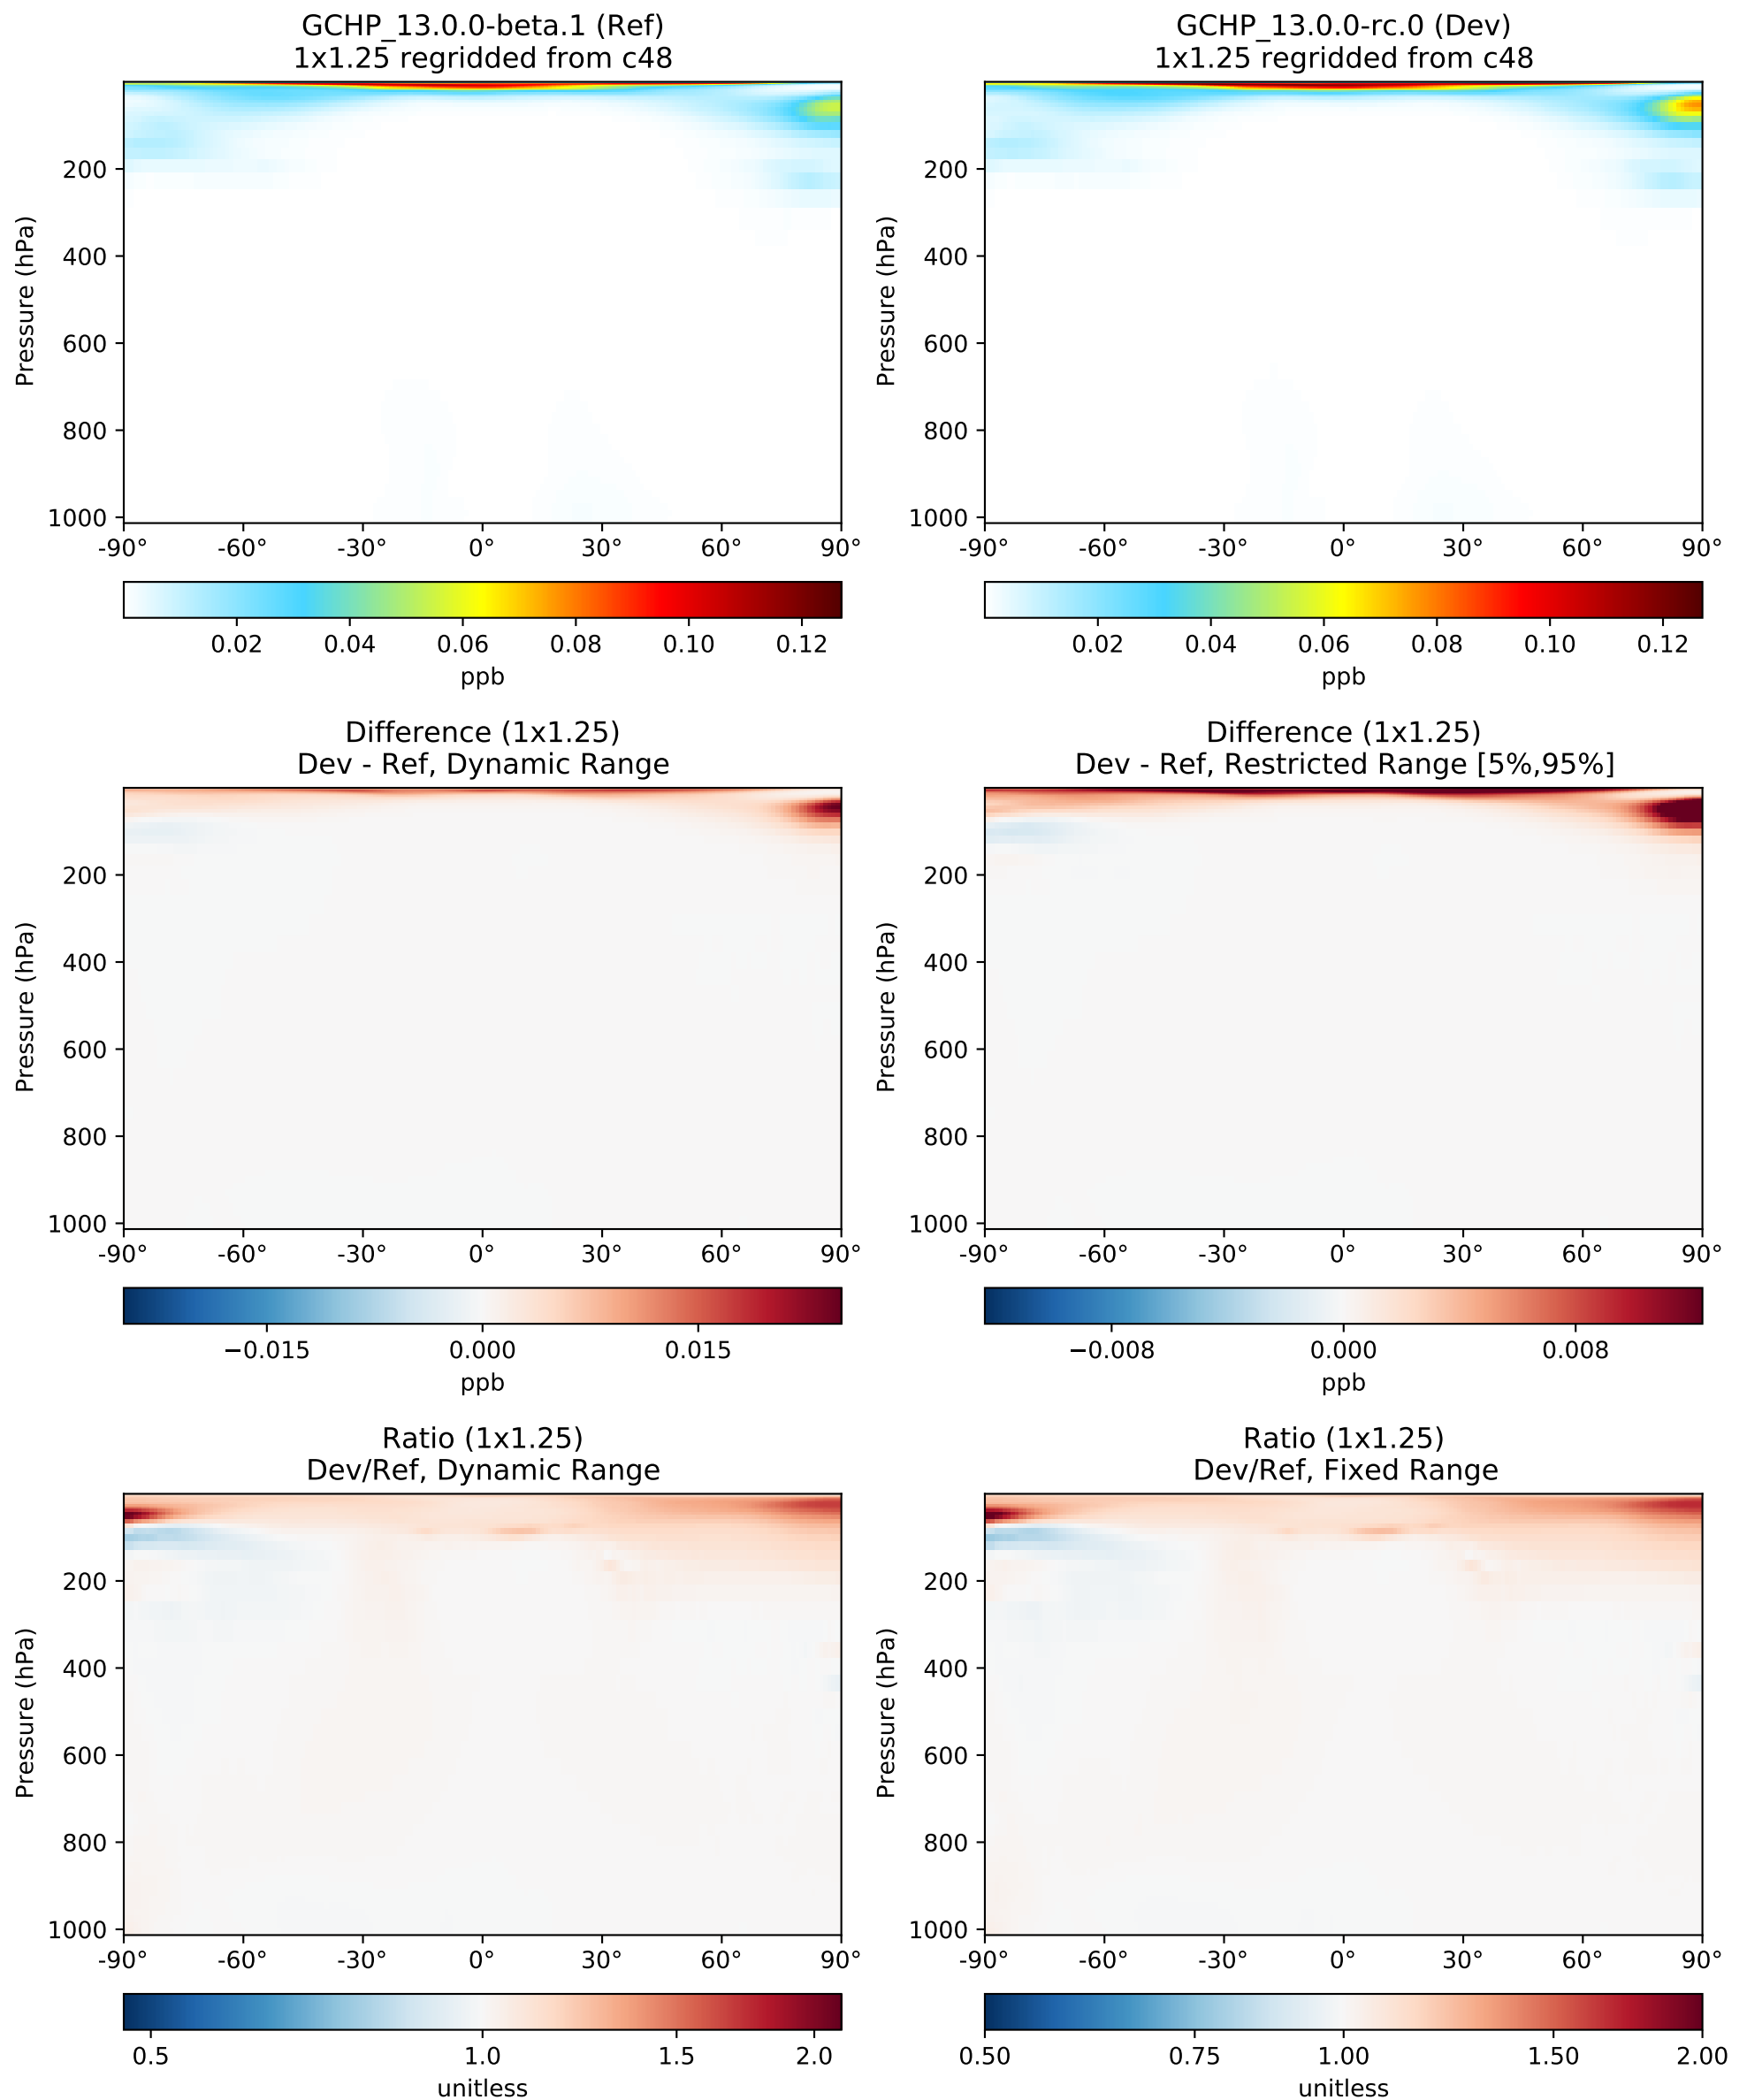 GCHP_13.0.0-beta.1 (Ref)
1x1.25 regridded from c48
Pressure (hPa)
200
400
600
800
1000
-90° -60° -30° 0° 30° 60° 90°
0.02 0.04 0.06 0.08 0.10 0.12
ppb
GCHP_13.0.0-rc.0 (Dev)
1x1.25 regridded from c48
Pressure (hPa)
200
400
600
800
1000
-90° -60° -30° 0° 30° 60° 90°
0.02 0.04 0.06 0.08 0.10 0.12
ppb
Difference (1x1.25)
Dev - Ref, Dynamic Range
Pressure (hPa)
200
400
600
800
1000
-90° -60° -30° 0° 30° 60° 90°
−0.015 0.000 0.015
ppb
Difference (1x1.25)
Dev - Ref, Restricted Range [5%,95%]
Pressure (hPa)
200
400
600
800
1000
-90° -60° -30° 0° 30° 60° 90°
−0.008 0.000 0.008
ppb
Ratio (1x1.25)
Dev/Ref, Dynamic Range
Pressure (hPa)
200
400
600
800
1000
-90° -60° -30° 0° 30° 60° 90°
0.5 1.0 1.5 2.0
unitless
Ratio (1x1.25)
Dev/Ref, Fixed Range
Pressure (hPa)
200
400
600
800
1000
-90° -60° -30° 0° 30° 60° 90°
0.50 0.75 1.00 1.50 2.00
unitless